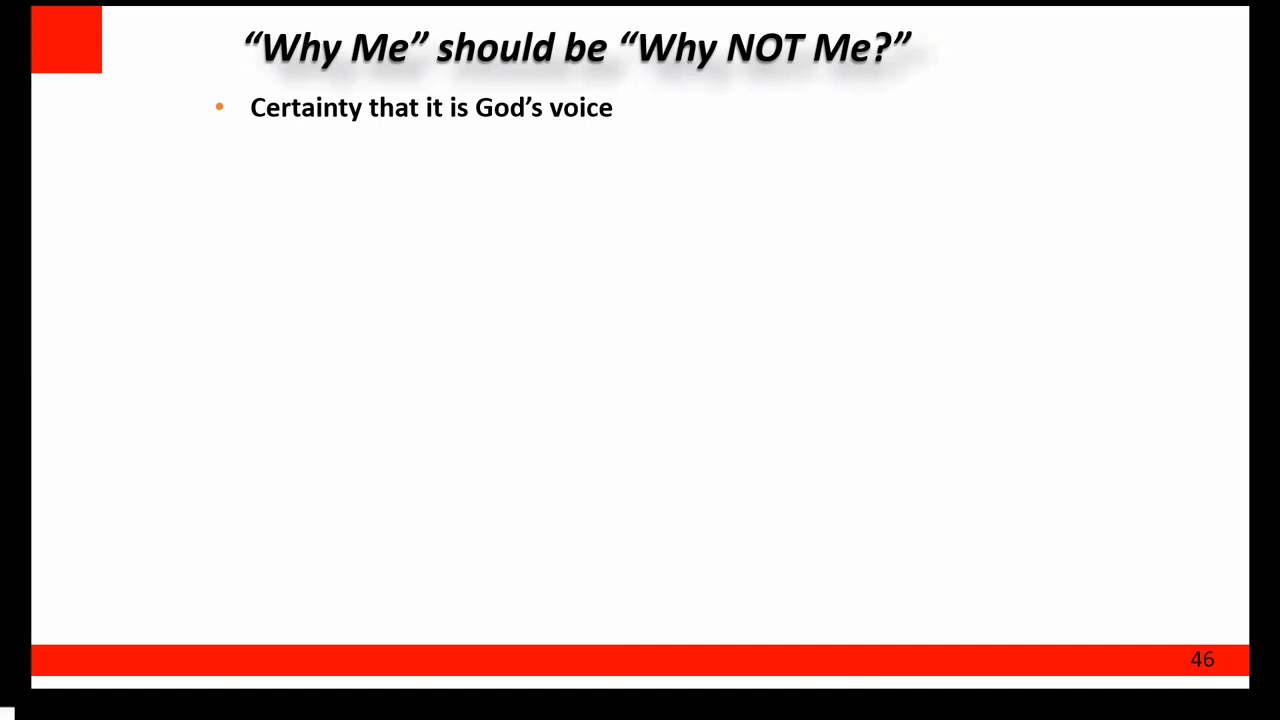 “Why Me” should be “Why NOT Me?”
• Certainty that it is God’s voice
46